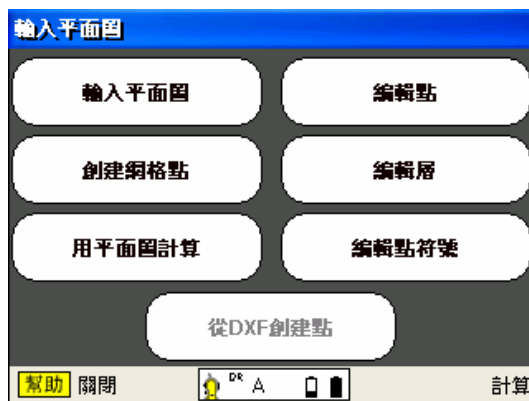 輸入平面圖
輸入平面圖 編輯點
創建網格點 編輯層
用平面圖計算 編輯點符號
從DXF創建點
幫助 關閉 DR A 計算